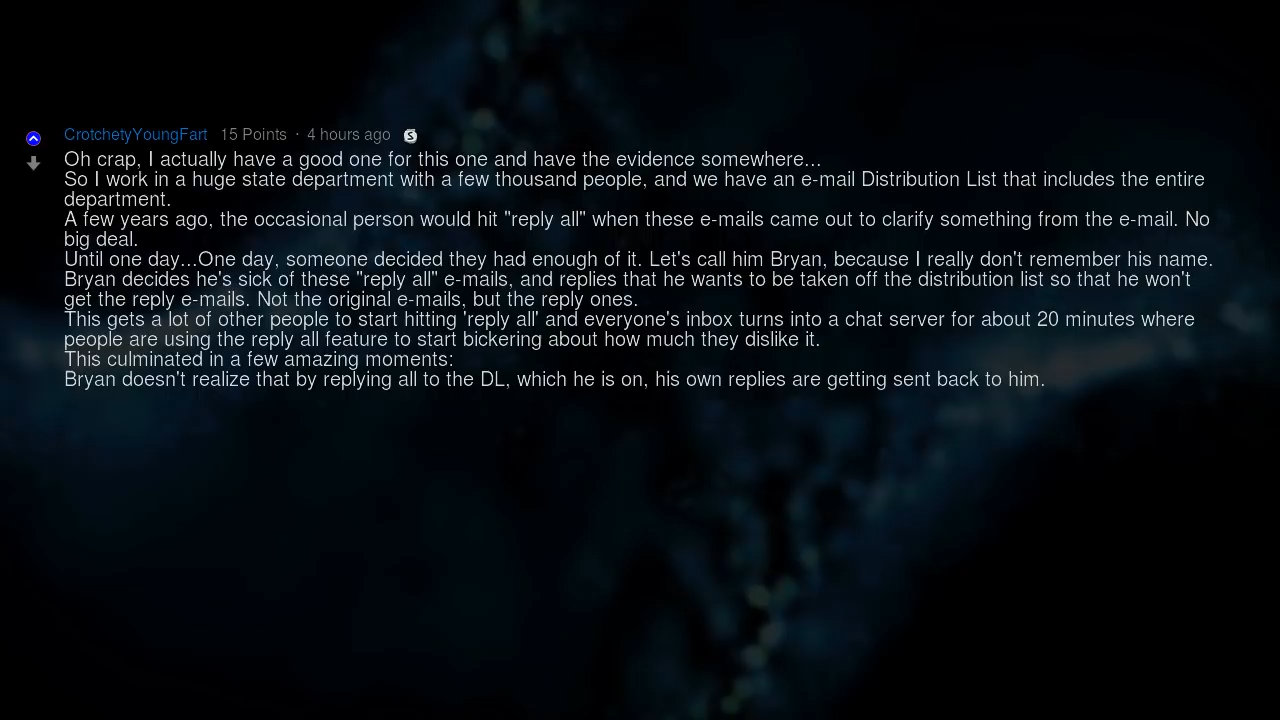 CrotchetyYoungFart 15 Points · 4 hours ago
Oh crap, I actually have a good one for this one and have the evidence somewhere...
So I work in a huge state department with a few thousand people, and we have an e-mail Distribution List that includes the entire
department.
A few years ago, the occasional person would hit "reply all" when these e-mails came out to clarify something from the e-mail. No
big deal.
Until one day...One day, someone decided they had enough of it. Let's call him Bryan, because I really don't remember his name.
Bryan decides he's sick of these "reply all" e-mails, and replies that he wants to be taken off the distribution list so that he won't
get the reply e-mails. Not the original e-mails, but the reply ones.
This gets a lot of other people to start hitting 'reply all' and everyone's inbox turns into a chat server for about 20 minutes where
people are using the reply all feature to start bickering about how much they dislike it.
This culminated in a few amazing moments:
Bryan doesn't realize that by replying all to the DL, which he is on, his own replies are getting sent back to him.